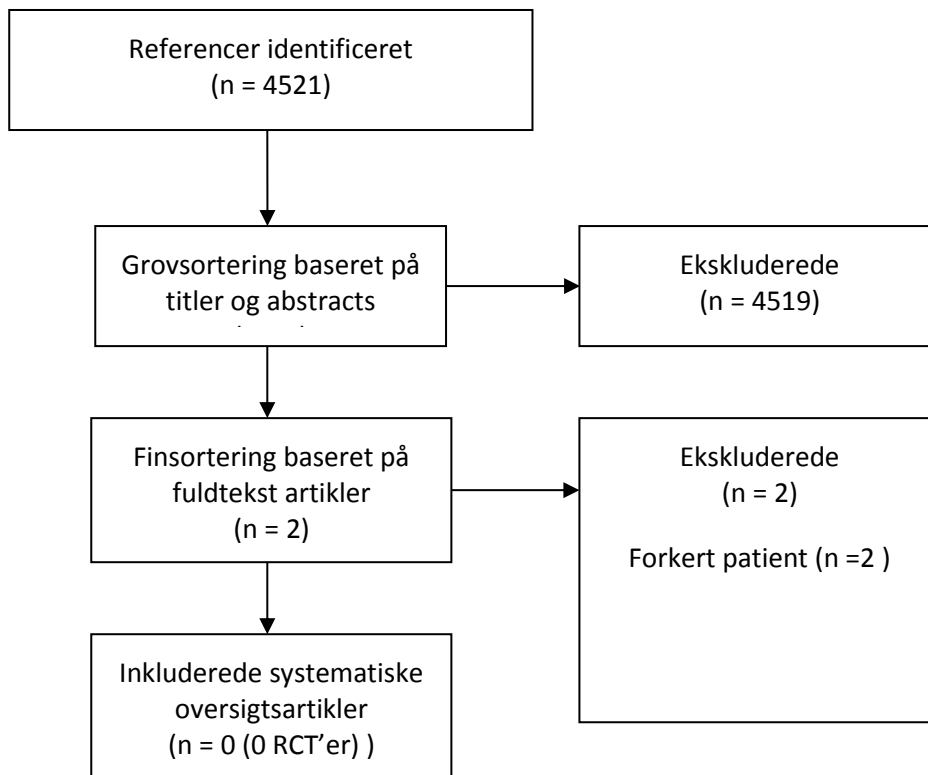 Referencer identificeret
(n = 4521)
Grovsortering baseret på
titler og abstracts
Ekskluderede
(n = 4519)
Finsortering baseret på
fuldtekst artikler
(n = 2)
Ekskluderede
(n = 2)
Forkert patient (n =2 )
Inkluderede systematiske
oversigtsartikler
(n = 0 (0 RCT’er) )